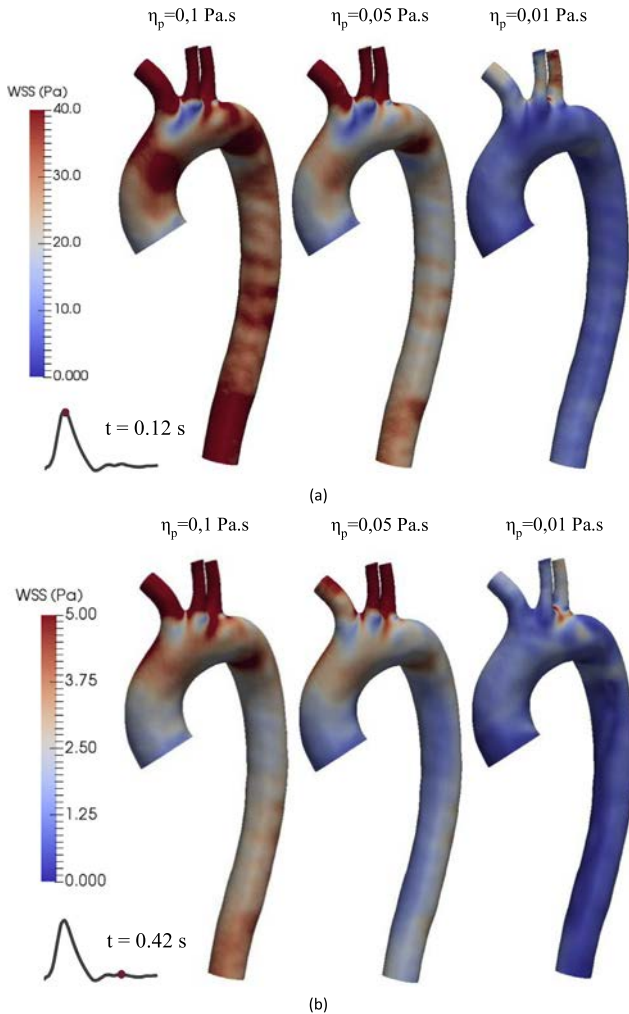 ηp=0,1 Pa.s ηp=0,05 Pa.s ηp=0,01 Pa.s
WSS (Pa)
40.0
30.0
20.0
10.0
0.000
t = 0.12 s
(a)
ηp=0,1 Pa.s ηp=0,05 Pa.s ηp=0,01 Pa.s
WSS (Pa)
5.00
3.75
2.50
1.25
0.000
t = 0.42 s
(b)